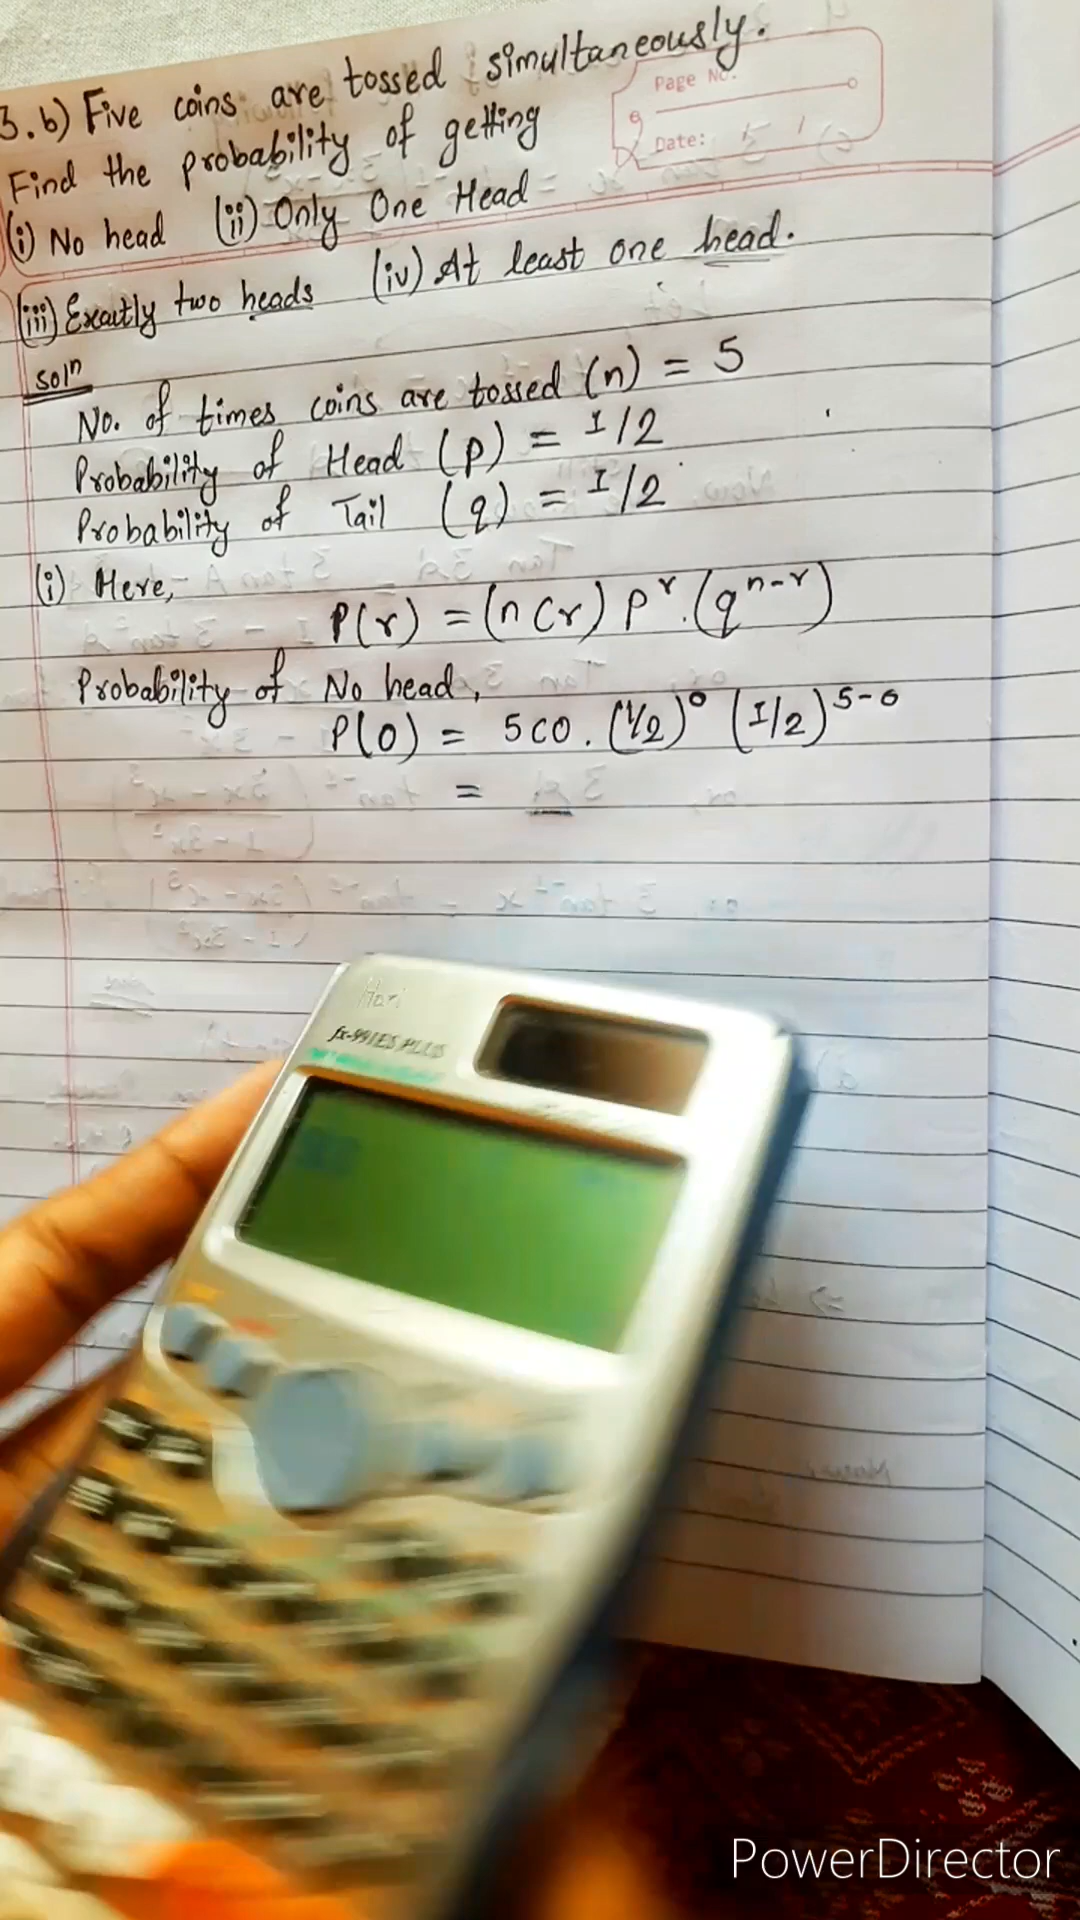 3.b) Five coins are tossed simultaneously.
Page No.
Find the probability of getting
Date:
(i) No head (ii) Only One Head
(iii) Exactly two heads (iv) At least one head.
Solⁿ
No. of times coins are tossed (n) = 5
Probability of Head (p) = 1/2
Probability of Tail (q) = 1/2
(i) Here,
P(r) = (nCr) pʳ.(qⁿ⁻ʳ)
Probability of No head,
P(0) = 5C0. (1/2)⁰ (1/2)⁵⁻⁰
=
Hari
fx-991ES PLUS
PowerDirector